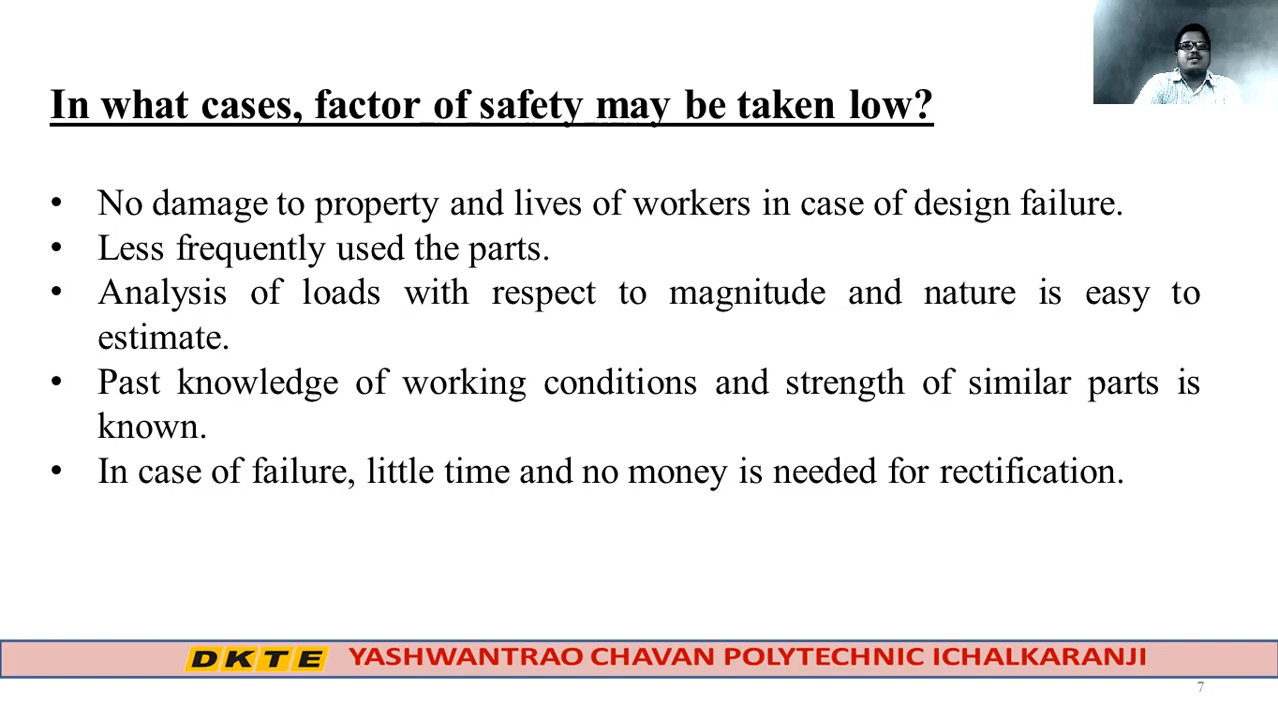 In what cases, factor of safety may be taken low?
• No damage to property and lives of workers in case of design failure.
• Less frequently used the parts.
• Analysis of loads with respect to magnitude and nature is easy to
estimate.
• Past knowledge of working conditions and strength of similar parts is
known.
• In case of failure, little time and no money is needed for rectification.
DKTE YASHWANTRAO CHAVAN POLYTECHNIC ICHALKARANJI
7